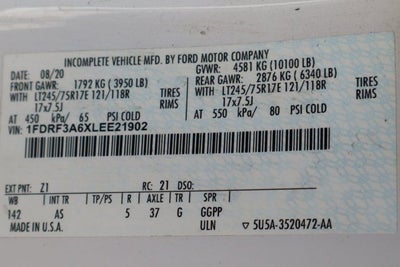 INCOMPLETE VEHICLE MFD. BY FORD MOTOR COMPANY
DATE: 08/20 GVWR: 4581 KG (10100 LB)
FRONT GAWR: 1792 KG ( 3950 LB) REAR GAWR: 2876 KG ( 6340 LB)
WITH LT245/75R17E 121/118R WITH LT245/75R17E 121/118R
17x7.5J 17x7.5J
AT 450 kPa/ 65 PSI COLD AT 550 kPa/ 80 PSI COLD
VIN: 1FDRF3A6XLEE21902
EXT PNT: Z1 RC: 21 DSO:
WB INT TR TP/PS R AXLE TR SPR
142 AS 5 37 G GGPP
MADE IN U.S.A. ULN 5U5A-3520472-AA